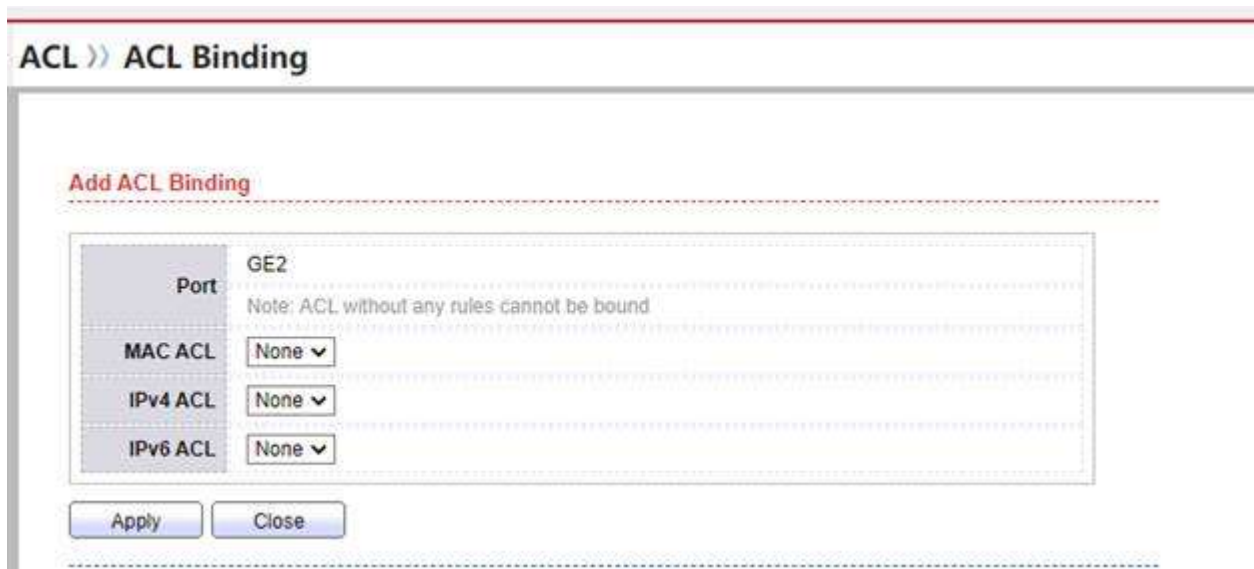 ACL » ACL Binding
Add ACL Binding
Port GE2
Note: ACL without any rules cannot be bound
MAC ACL None
IPv4 ACL None
IPv6 ACL None
Apply Close